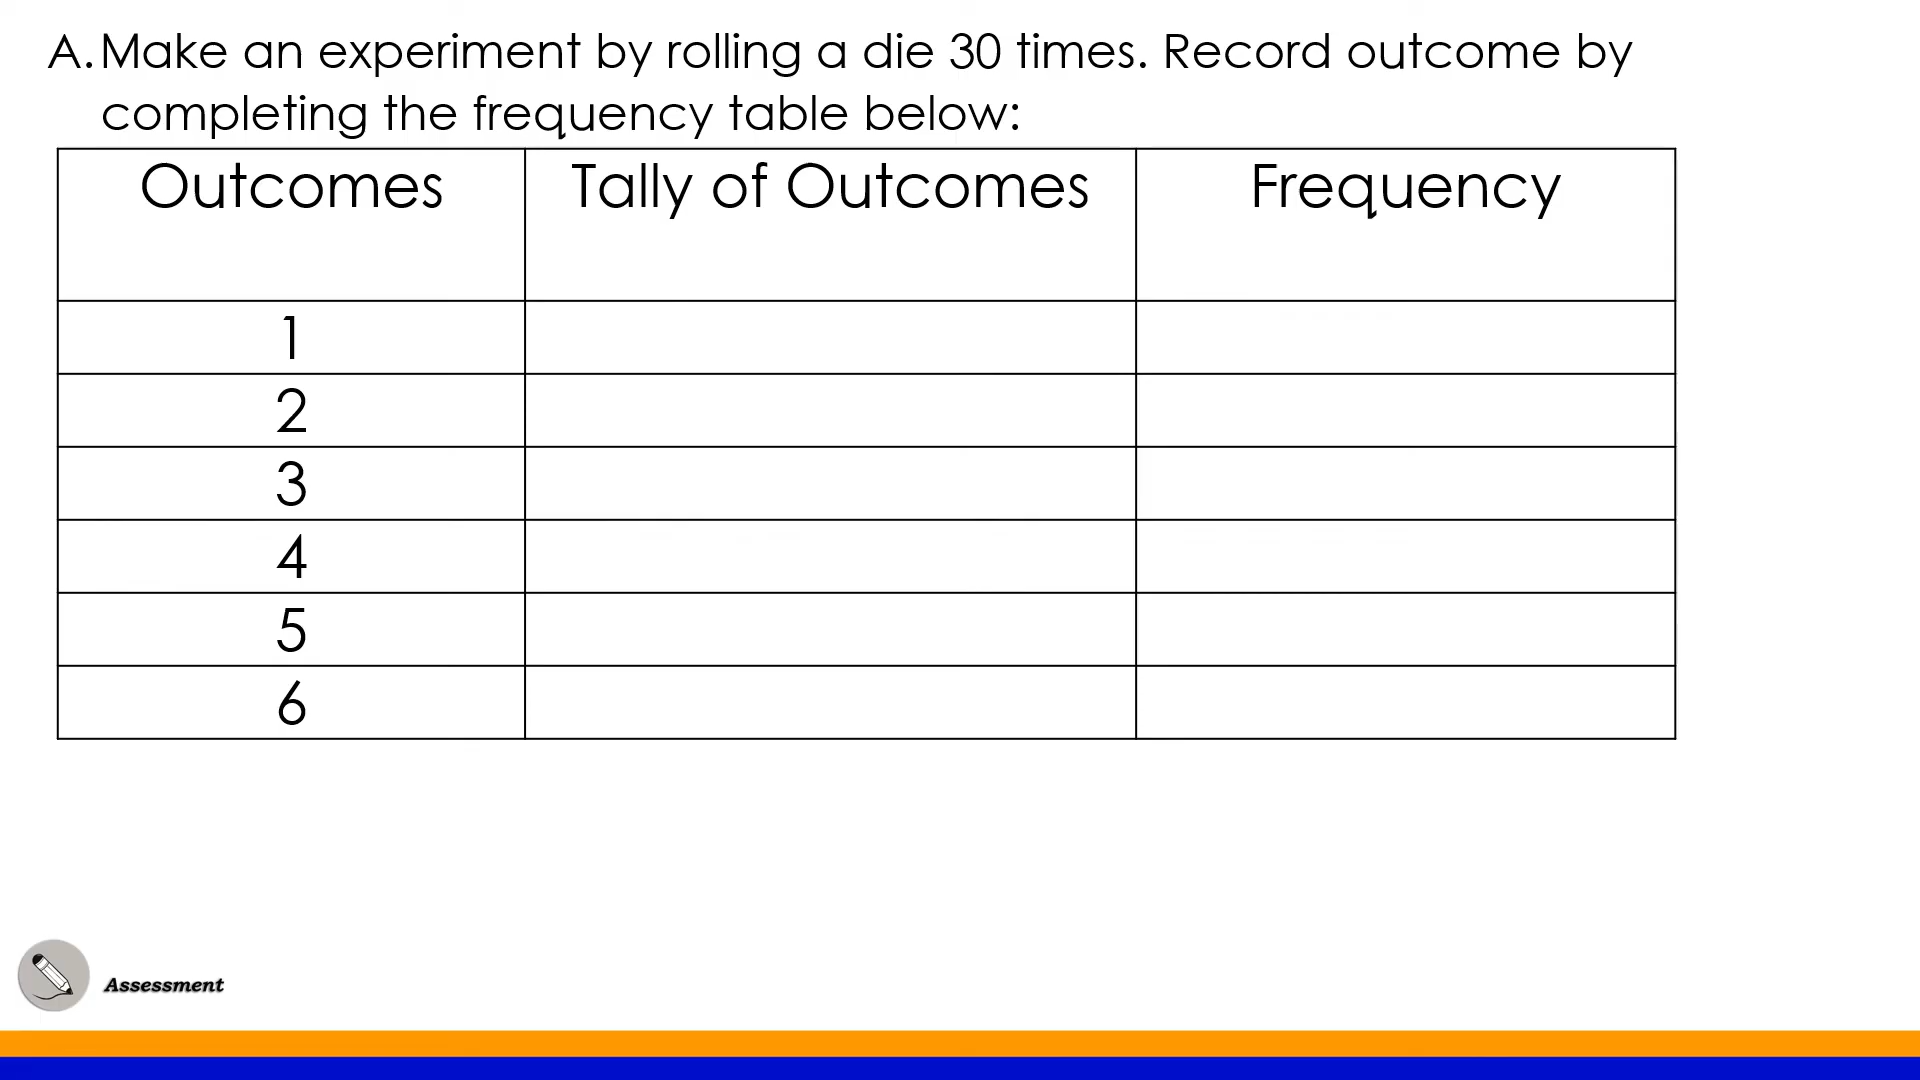 A. Make an experiment by rolling a die 30 times. Record outcome by
completing the frequency table below:
Outcomes Tally of Outcomes Frequency
1
2
3
4
5
6
Assessment